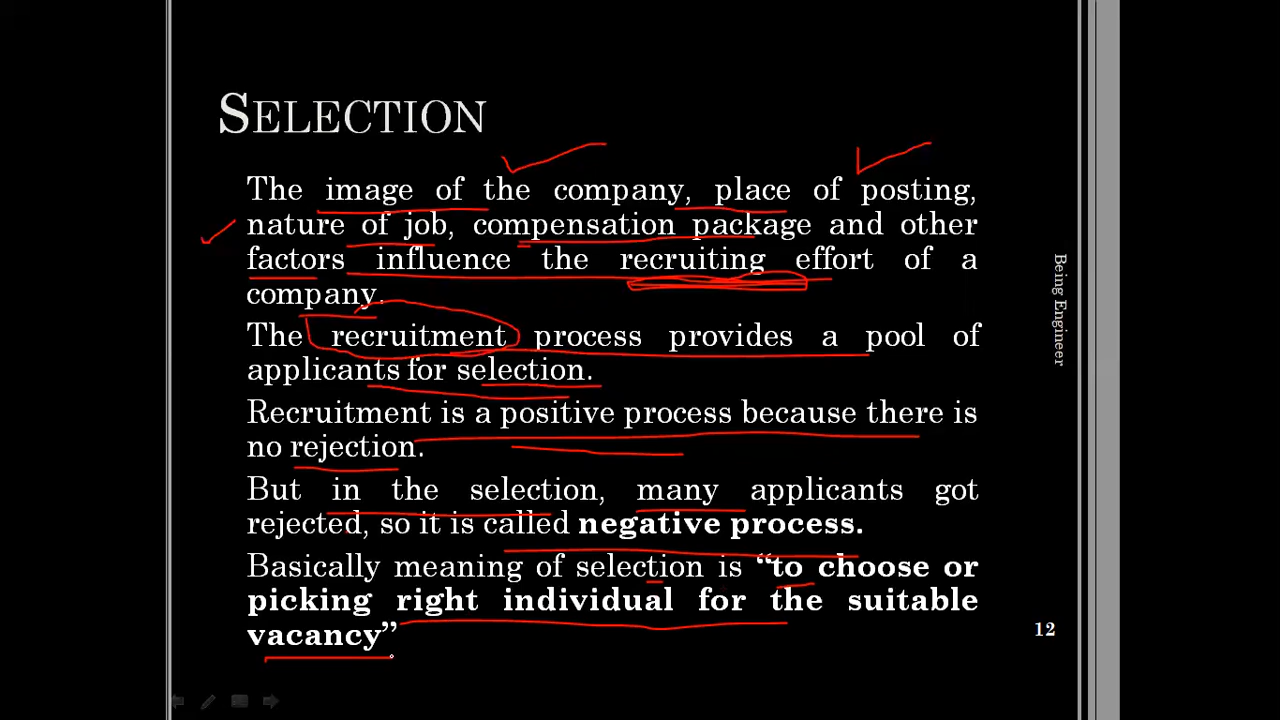 SELECTION
The image of the company, place of posting,
nature of job, compensation package and other
factors influence the recruiting effort of a
company.
The recruitment process provides a pool of
applicants for selection.
Recruitment is a positive process because there is
no rejection.
But in the selection, many applicants got
rejected, so it is called negative process.
Basically meaning of selection is “to choose or
picking right individual for the suitable
vacancy”
Being Engineer
12